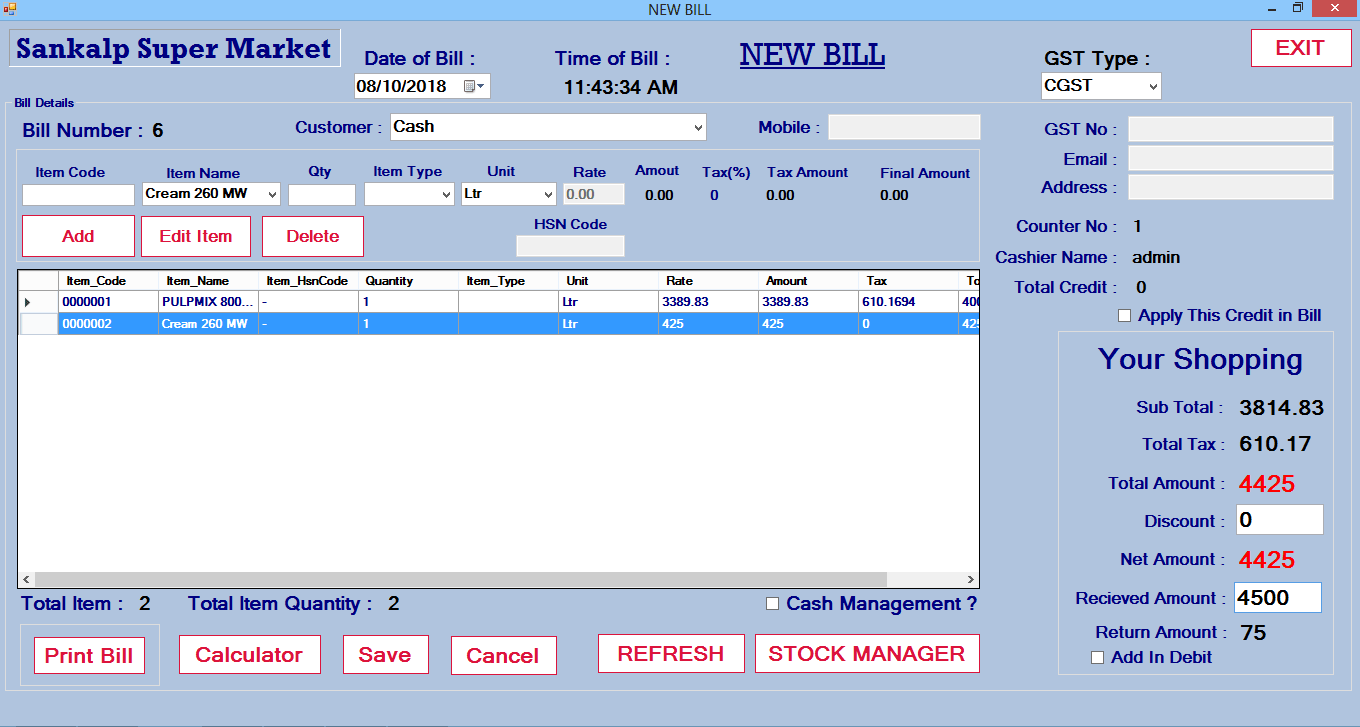 NEW BILL
Sankalp Super Market
Date of Bill :
Time of Bill :
NEW BILL
GST Type :
EXIT
08/10/2018
11:43:34 AM
CGST
Bill Details
Bill Number : 6
Customer : Cash
Mobile :
GST No :
Email :
Address :
Item Code Item Name Qty Item Type Unit Rate Amout Tax(%) Tax Amount Final Amount
Cream 260 MW Ltr 0.00 0.00 0 0.00 0.00
HSN Code
Add Edit Item Delete
Counter No : 1
Cashier Name : admin
Total Credit : 0
Apply This Credit in Bill
Item_Code Item_Name Item_HsnCode Quantity Item_Type Unit Rate Amount Tax To
0000001 PULPMIX 800... - 1 Ltr 3389.83 3389.83 610.1694 400
0000002 Cream 260 MW - 1 Ltr 425 425 0 425
Your Shopping
Sub Total : 3814.83
Total Tax : 610.17
Total Amount : 4425
Discount : 0
Net Amount : 4425
Recieved Amount : 4500
Return Amount : 75
Add In Debit
Total Item : 2 Total Item Quantity : 2 Cash Management ?
Print Bill Calculator Save Cancel REFRESH STOCK MANAGER